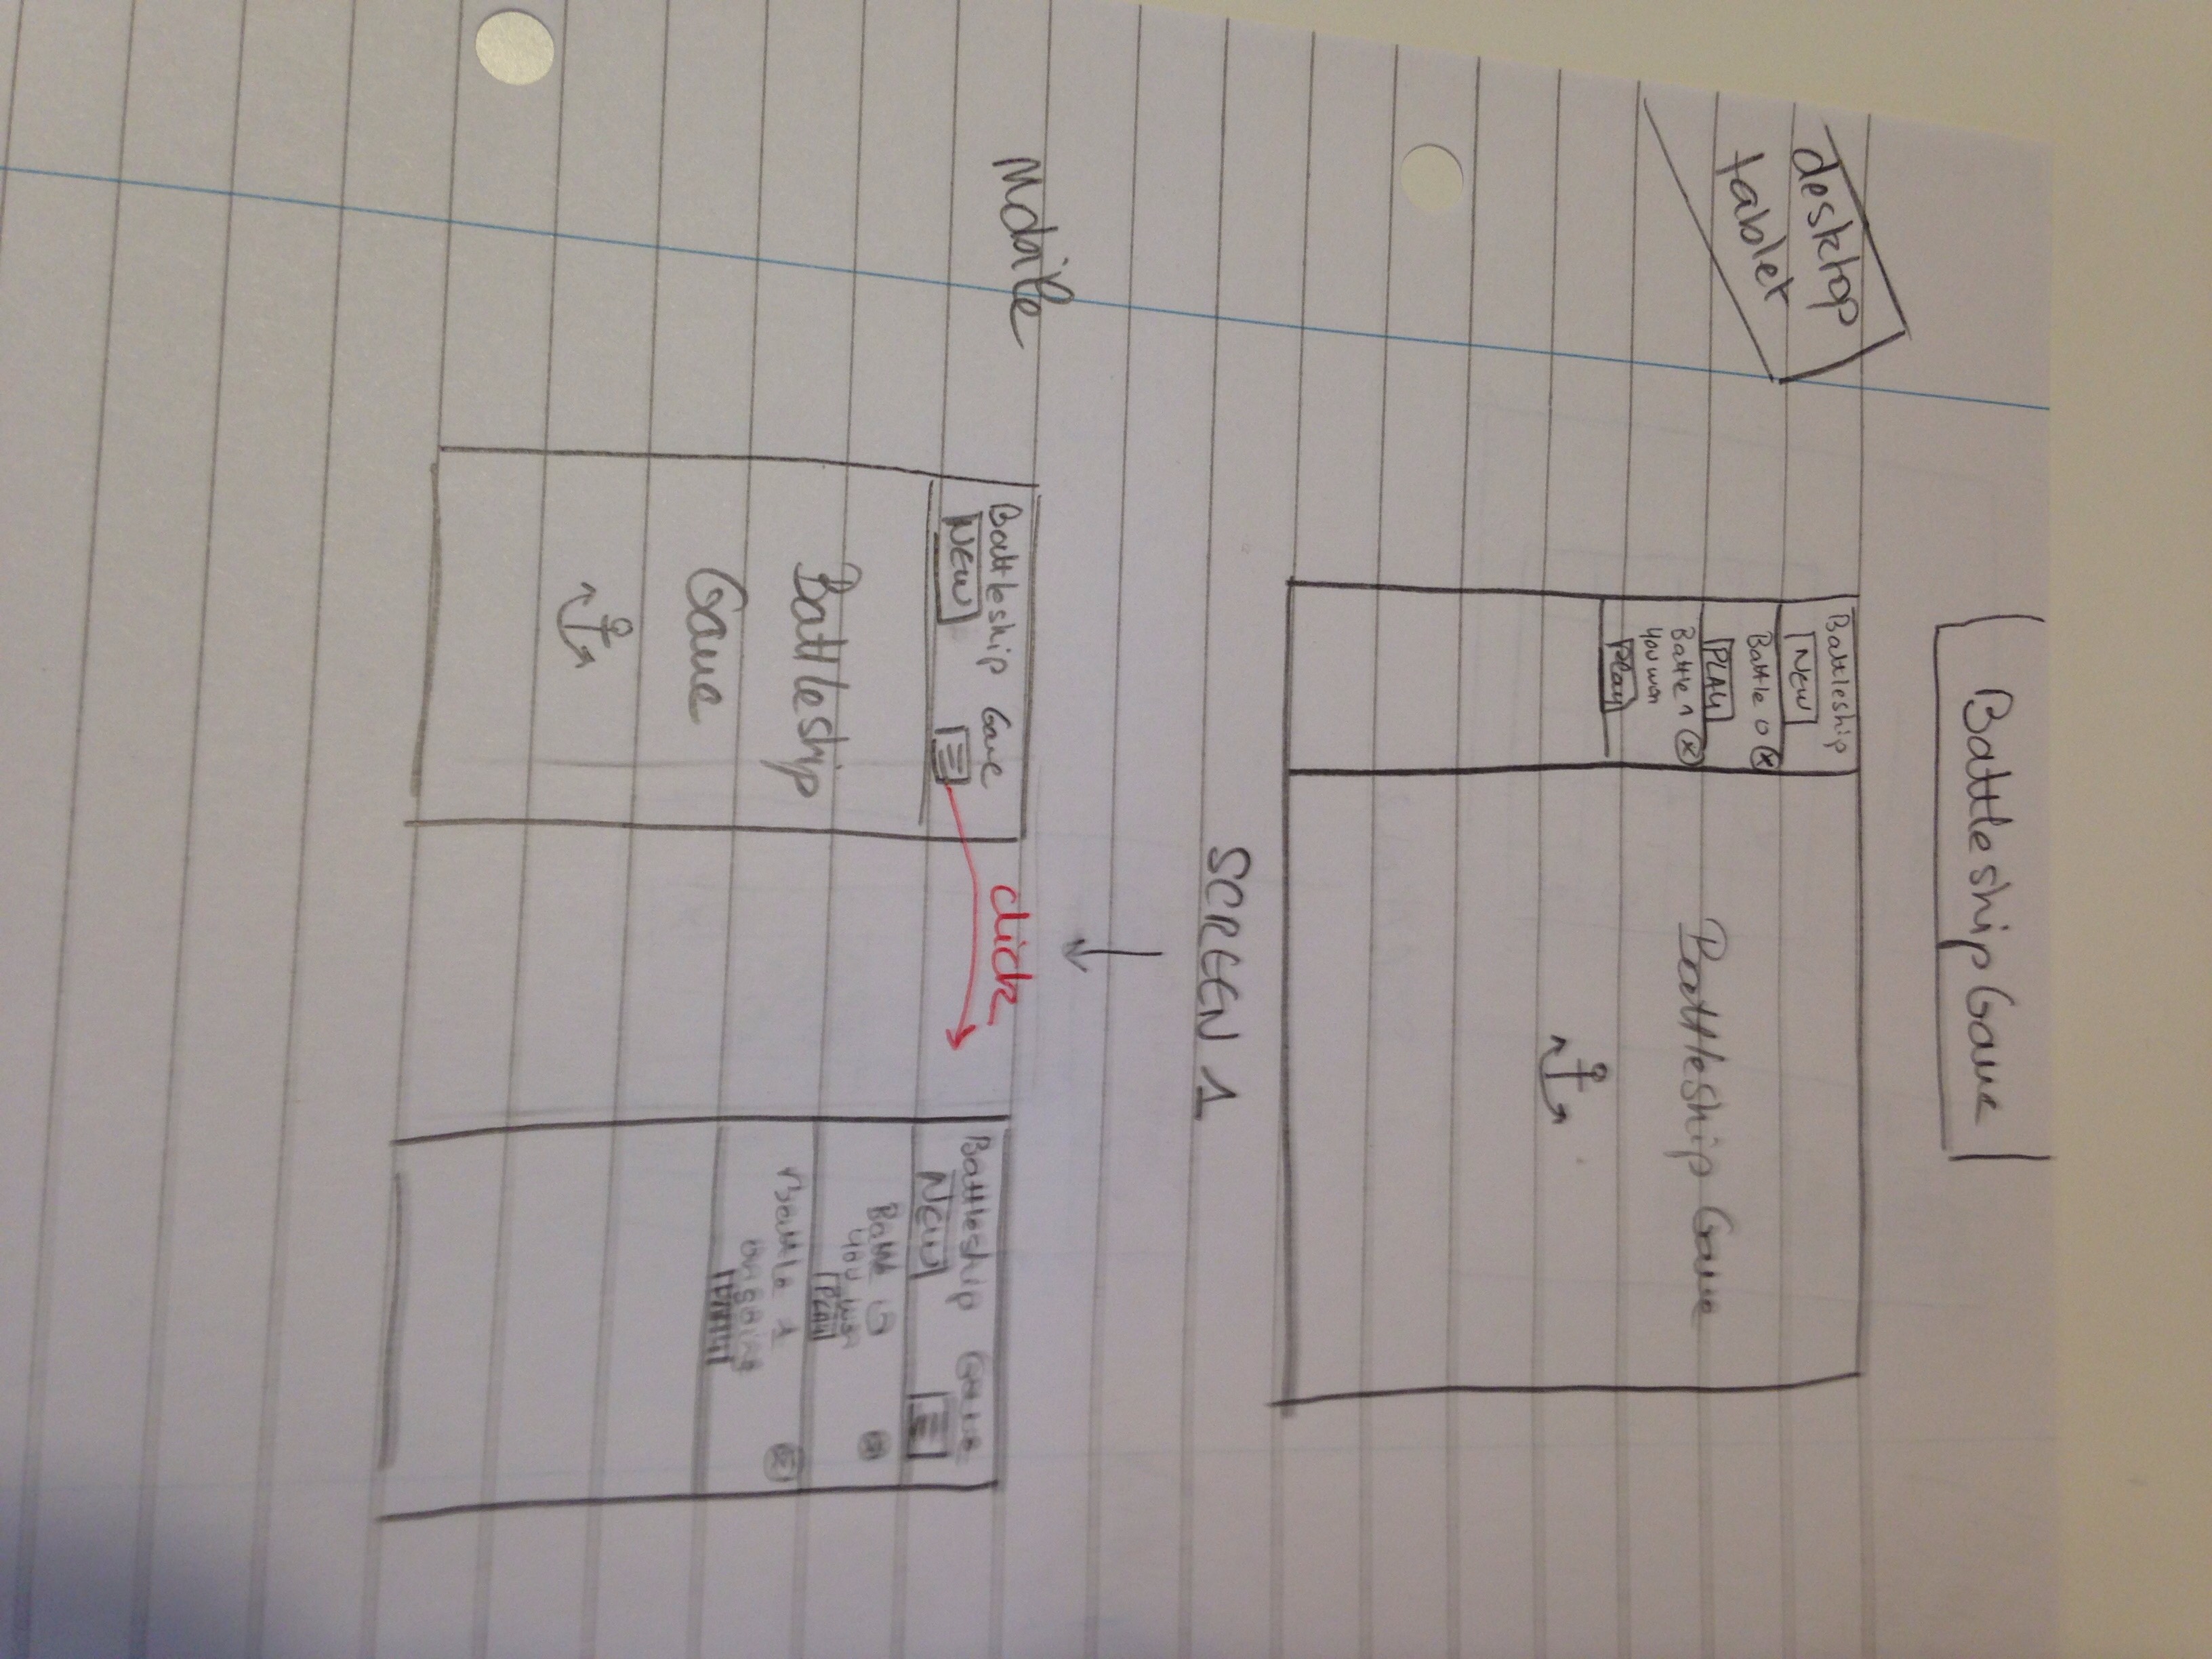 Battleship Game
desktop
tablet
Battleship
NEW
Battle 0 x
PLAY
Battle 1 x
you won
Play
Battleship Game
SCREEN 1
Mobile
Battleship Game
NEW
Battleship
Game
click
Battleship Game
NEW
Battle 0
you won
PLAY
Battle 1
ongoing